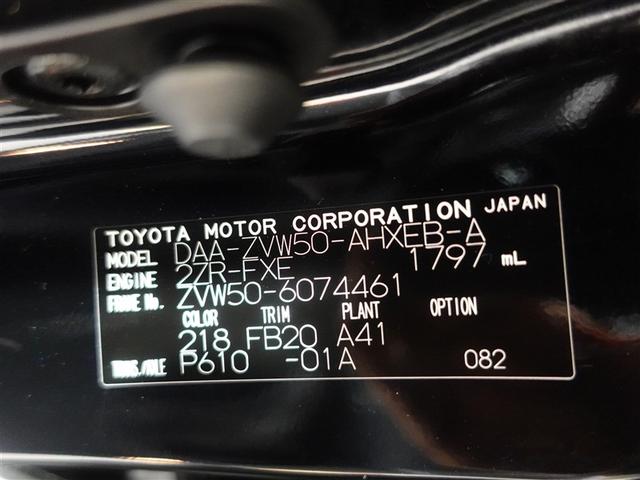 TOYOTA MOTOR CORPORATION JAPAN
MODEL DAA-ZVW50-AHXEB-A
ENGINE 2ZR-FXE 1797 mL
FRAME No. ZVW50-6074461
COLOR TRIM PLANT OPTION
218 FB20 A41
TRANS./AXLE P610 -01A 082